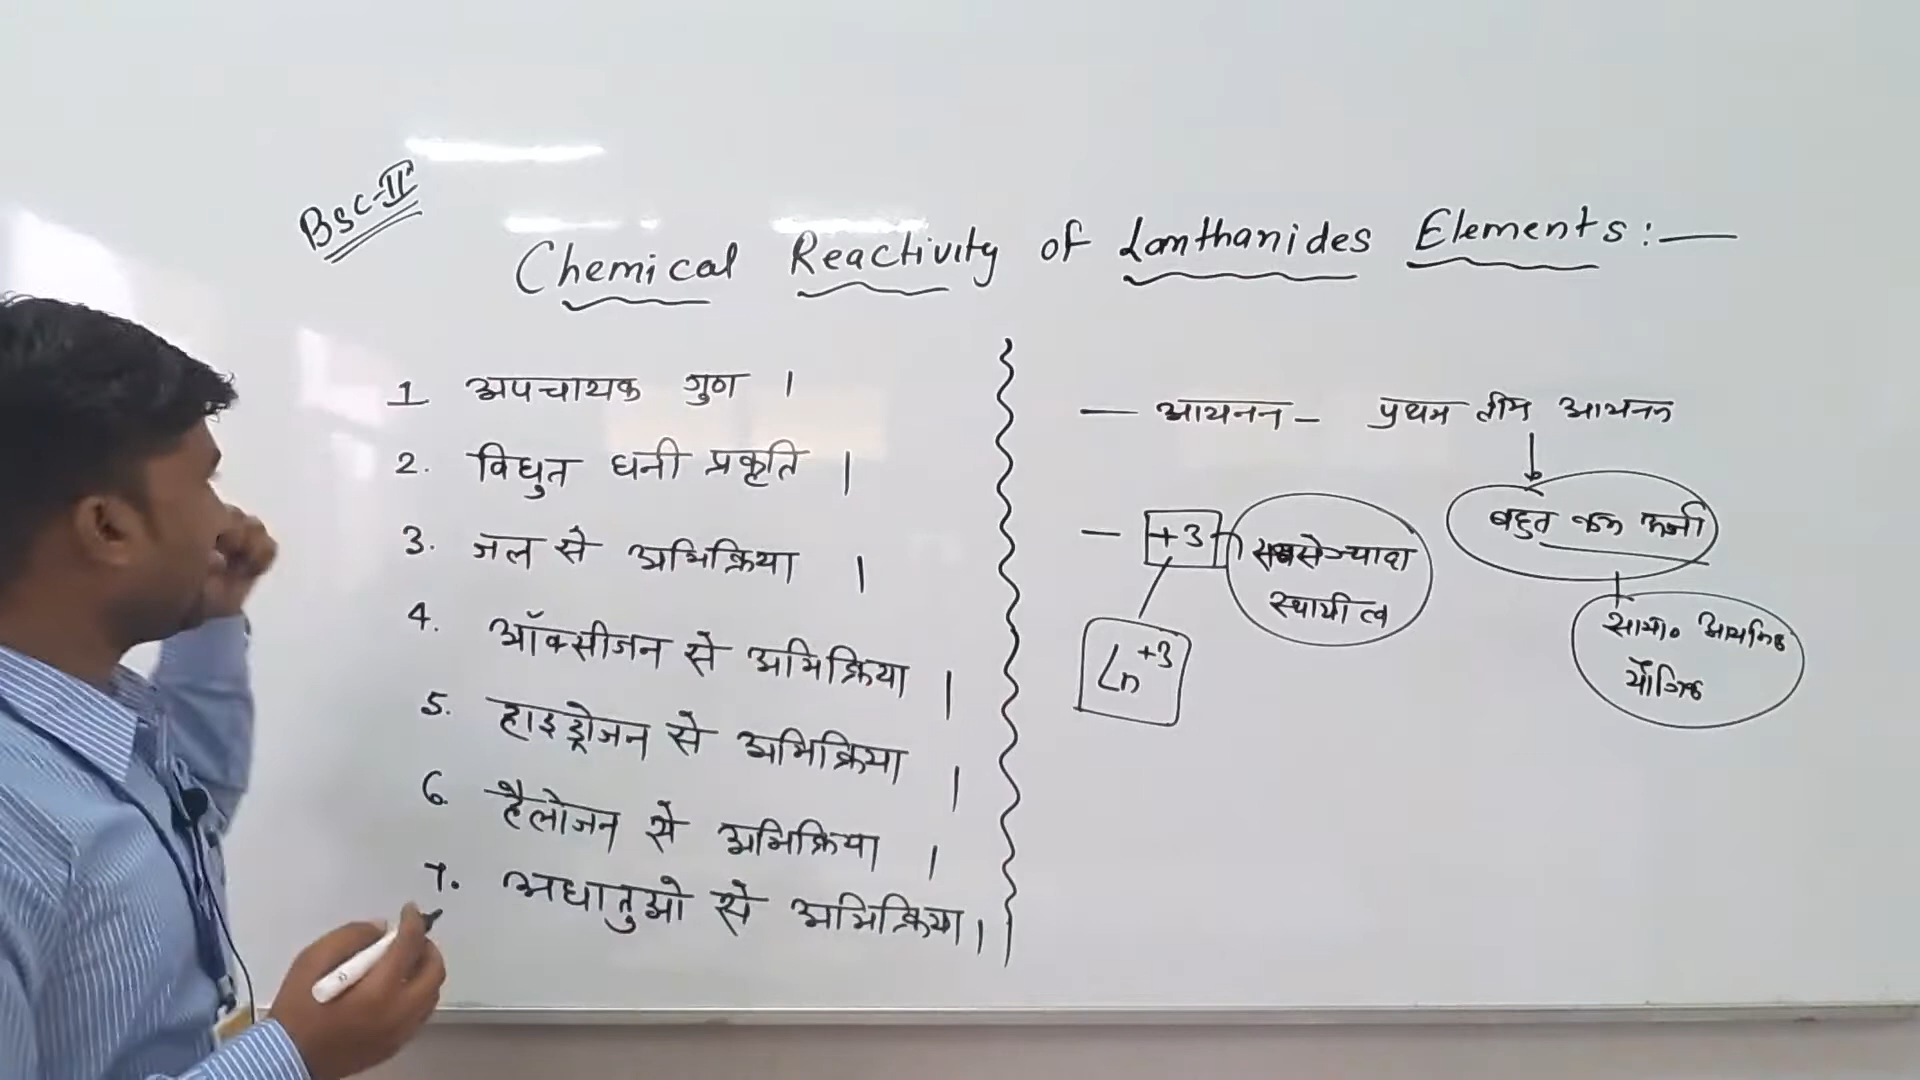 Bsc-II
Chemical Reactivity of Lanthanides Elements:—
1 अपचायक गुण ।
2. विधुत धनी प्रकृति ।
3. जल से अभिक्रिया ।
4. ऑक्सीजन से अभिक्रिया ।
5. हाइड्रोजन से अभिक्रिया ।
6. हैलोजन से अभिक्रिया ।
7. अधातुओ से अभिक्रिया ।
— आयनन – प्रथम तीन आयनन
बहुत कम ऊर्जा
— +3 सबसे ज्यादा
स्थायी त्व
Ln+3
सामा० आयनिक
यौगिक